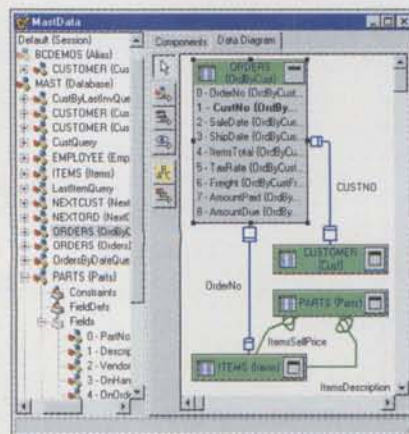 MastData
Default (Session)
BCDEMOS (Alias)
CUSTOMER (Cus
MAST (Database)
CustByLastInvQue
CUSTOMER (Cus
CUSTOMER (Cus
CustQuery
EMPLOYEE (Emp
ITEMS (Items)
LastItemQuery
NEXTCUST (Next
NEXTORD (NextO
ORDERS (OrdByC
ORDERS (Orders)
OrdersByDateQue
PARTS (Parts)
Constraints
FieldDefs
Fields
0 - PartNo
1 - Descrip
2 - Vendor
3 - OnHan
4 - OnOrde
Components
Data Diagram
ORDERS
(OrdByCust)
0 - OrderNo (OrdByCust...
1 - CustNo (OrdBy...
2 - SaleDate (OrdByCust...
3 - ShipDate (OrdByCust...
4 - ItemsTotal (OrdByCust...
5 - TaxRate (OrdByCust...
6 - Freight (OrdByCustFr...
7 - AmountPaid (OrdBy...
8 - AmountDue (OrdBy...
CUSTNO
CUSTOMER
(Cust)
OrderNo
PARTS (Parts)
ItemsSellPrice
ITEMS (Items)
ItemsDescription